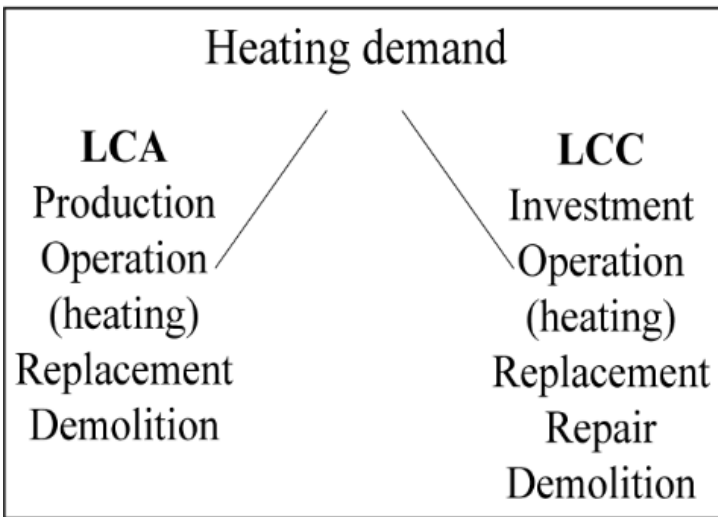 Heating demand
LCA
Production
Operation
(heating)
Replacement
Demolition
LCC
Investment
Operation
(heating)
Replacement
Repair
Demolition